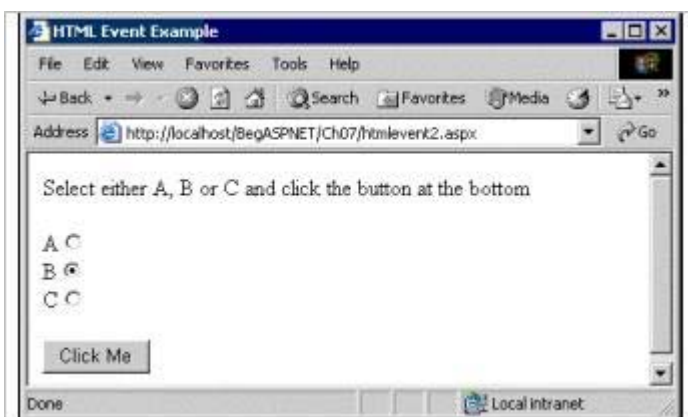 HTML Event Example
File Edit View Favorites Tools Help
Back Search Favorites Media »
Address http://localhost/BegASPNET/Ch07/htmlevent2.aspx Go
Select either A, B or C and click the button at the bottom
A
B
C
Click Me
Done Local intranet